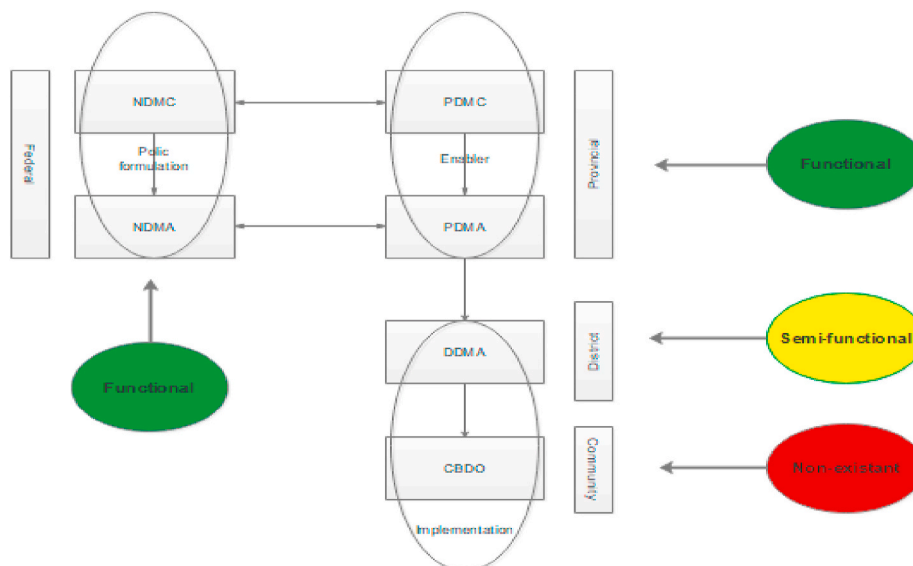 NDMC
PDMC
Federal
Polic
formulation
Enabler
Provincial
Functional
NDMA
PDMA
DDMA
District
Semi-functional
Functional
CBDO
Community
Non-existant
Implementation